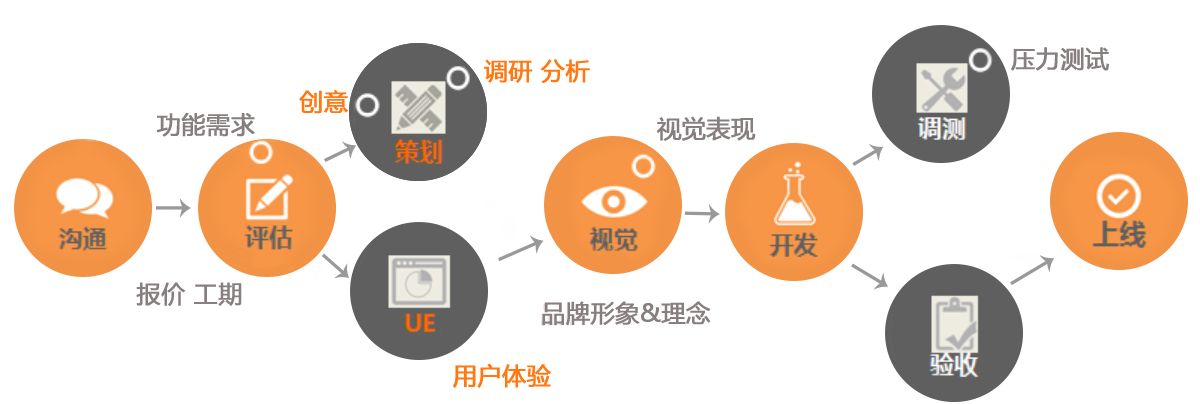 沟通
功能需求
评估
报价 工期
创意
调研 分析
策划
UE
用户体验
视觉
品牌形象&理念
视觉表现
开发
压力测试
调测
验收
上线